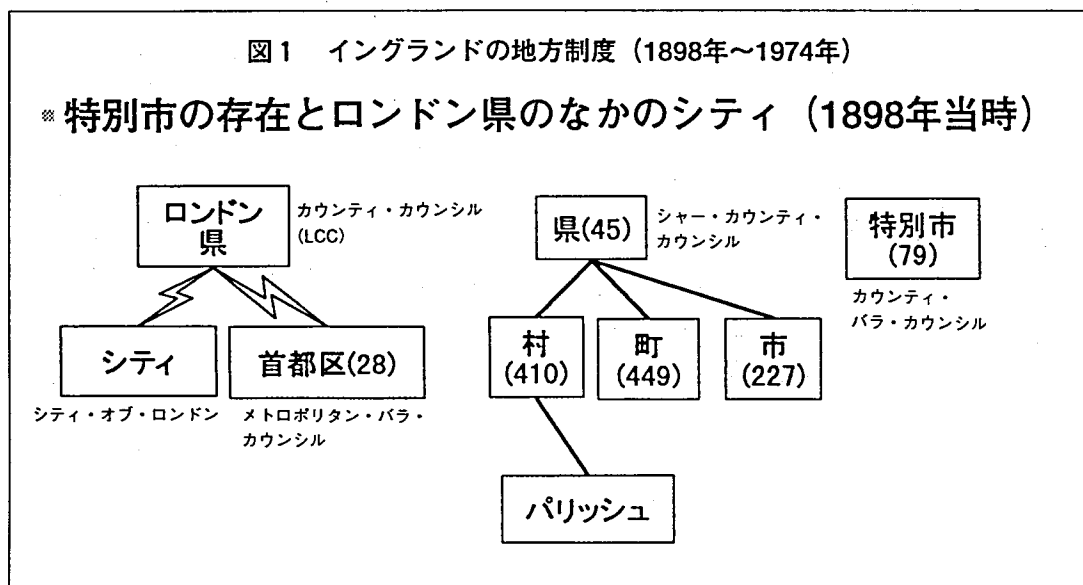 図1　イングランドの地方制度（1898年～1974年）
※特別市の存在とロンドン県のなかのシティ（1898年当時）
ロンドン
県
カウンティ・カウンシル
(LCC)
シティ
シティ・オブ・ロンドン
首都区(28)
メトロポリタン・バラ・
カウンシル
県(45)
シャー・カウンティ・
カウンシル
村
(410)
町
(449)
市
(227)
パリッシュ
特別市
(79)
カウンティ・
バラ・カウンシル